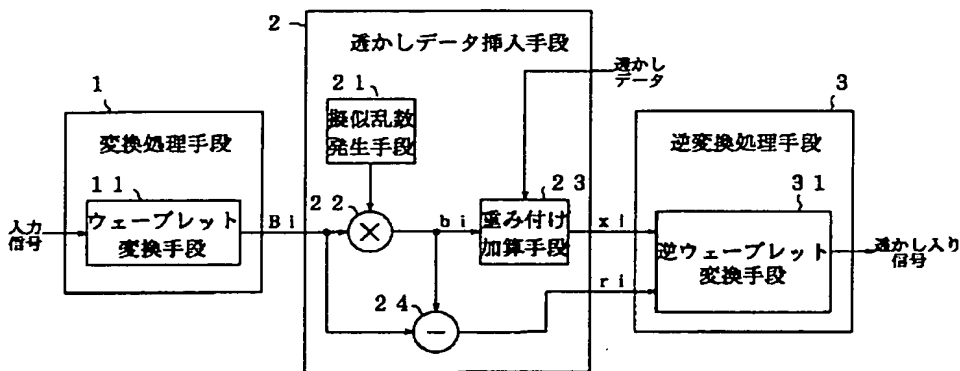 2
透かしデータ挿入手段
透かし
データ
1
変換処理手段
11
ウェーブレット
変換手段
入力
信号
Bi
21
擬似乱数
発生手段
22
×
bi
23
重み付け
加算手段
xi
24
−
ri
3
逆変換処理手段
31
逆ウェーブレット
変換手段
透かし入り
信号